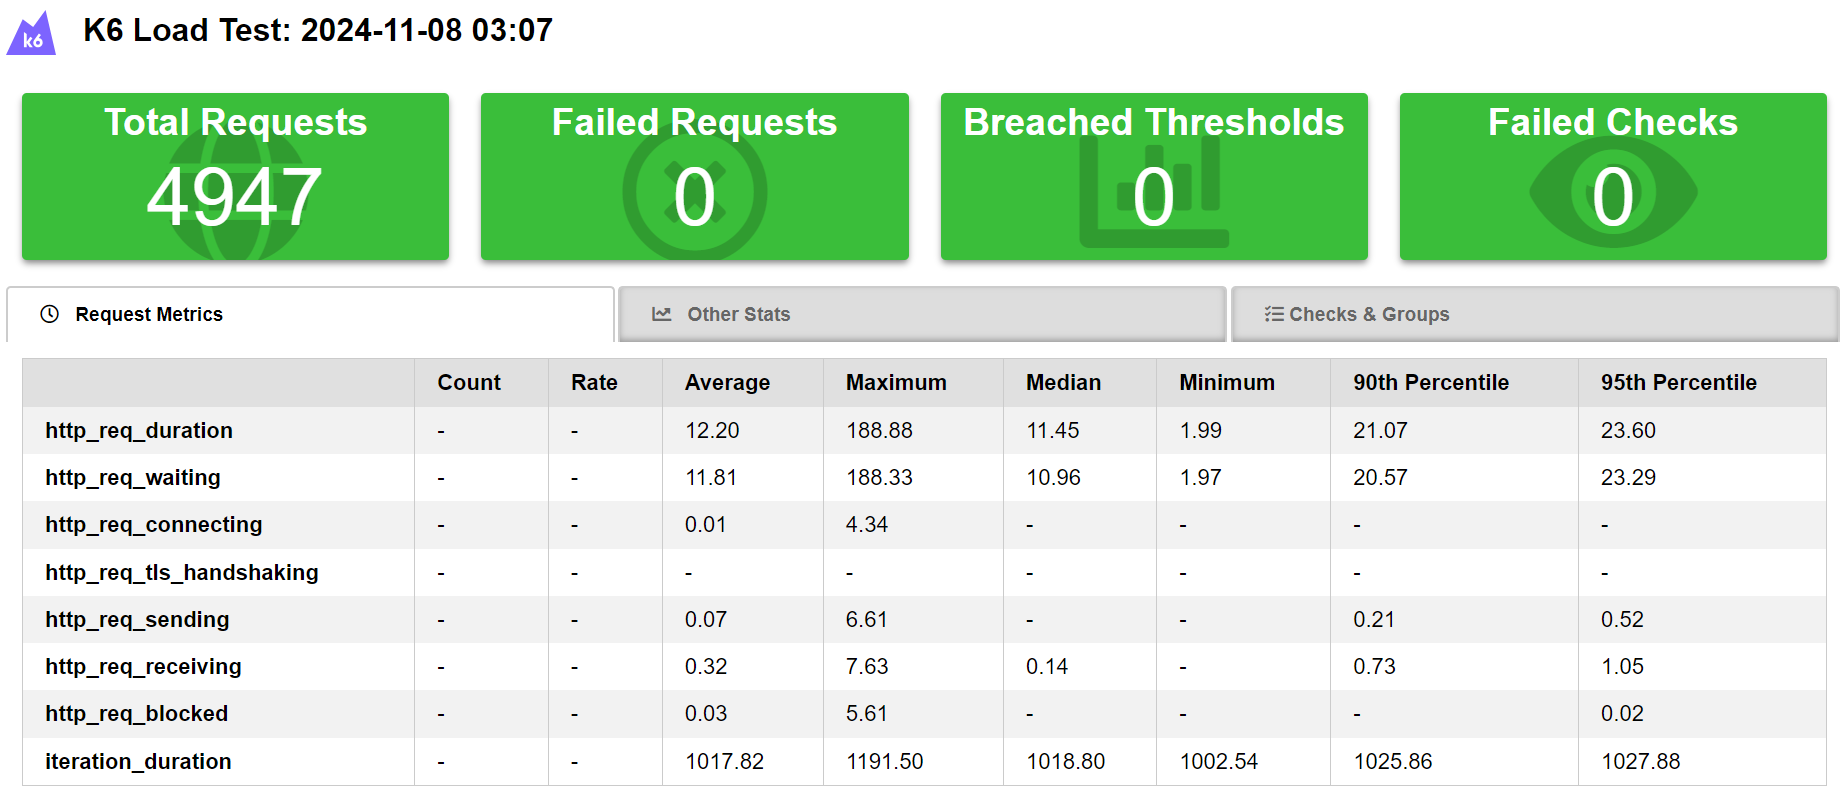 k6
K6 Load Test: 2024-11-08 03:07
Total Requests
4947
Failed Requests
0
Breached Thresholds
0
Failed Checks
0
Request Metrics
Other Stats
Checks & Groups
Count Rate Average Maximum Median Minimum 90th Percentile 95th Percentile
http_req_duration - - 12.20 188.88 11.45 1.99 21.07 23.60
http_req_waiting - - 11.81 188.33 10.96 1.97 20.57 23.29
http_req_connecting - - 0.01 4.34 - - - -
http_req_tls_handshaking - - - - - - - -
http_req_sending - - 0.07 6.61 - - 0.21 0.52
http_req_receiving - - 0.32 7.63 0.14 - 0.73 1.05
http_req_blocked - - 0.03 5.61 - - - 0.02
iteration_duration - - 1017.82 1191.50 1018.80 1002.54 1025.86 1027.88